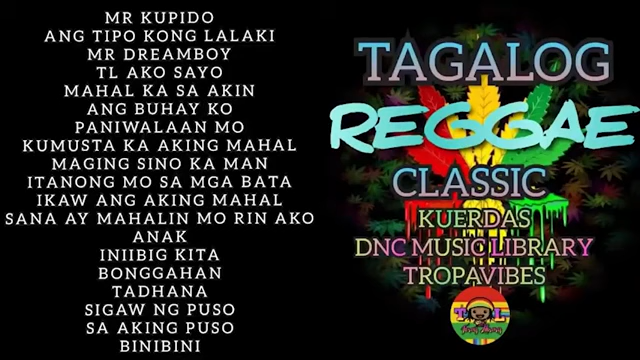 MR KUPIDO
ANG TIPO KONG LALAKI
MR DREAMBOY
TL AKO SAYO
MAHAL KA SA AKIN
ANG BUHAY KO
PANIWALAAN MO
KUMUSTA KA AKING MAHAL
MAGING SINO KA MAN
ITANONG MO SA MGA BATA
IKAW ANG AKING MAHAL
SANA AY MAHALIN MO RIN AKO
ANAK
INIIBIG KITA
BONGGAHAN
TADHANA
SIGAW NG PUSO
SA AKING PUSO
BINIBINI
TAGALOG
REGGAE
CLASSIC
KUERDAS
DNC MUSIC LIBRARY
TROPAVIBES
T L